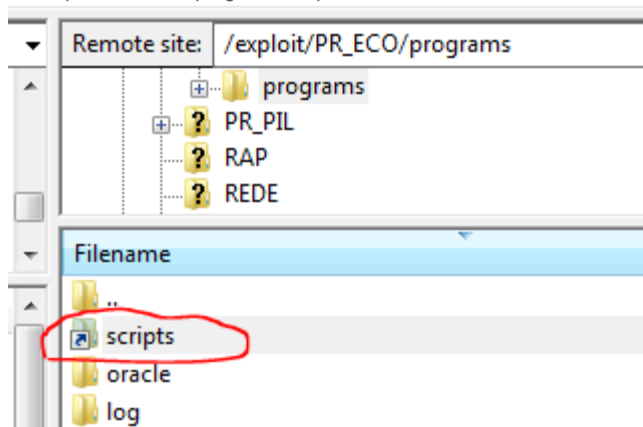 Remote site: /exploit/PR_ECO/programs
programs
PR_PIL
RAP
REDE
Filename
..
scripts
oracle
log